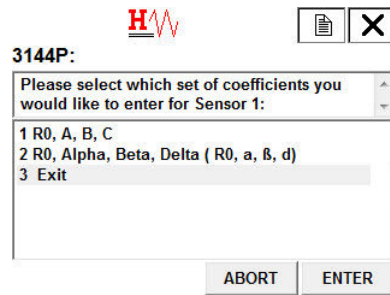 H
3144P:
Please select which set of coefficients you
would like to enter for Sensor 1:
1 R0, A, B, C
2 R0, Alpha, Beta, Delta ( R0, a, ß, d)
3 Exit
ABORT
ENTER